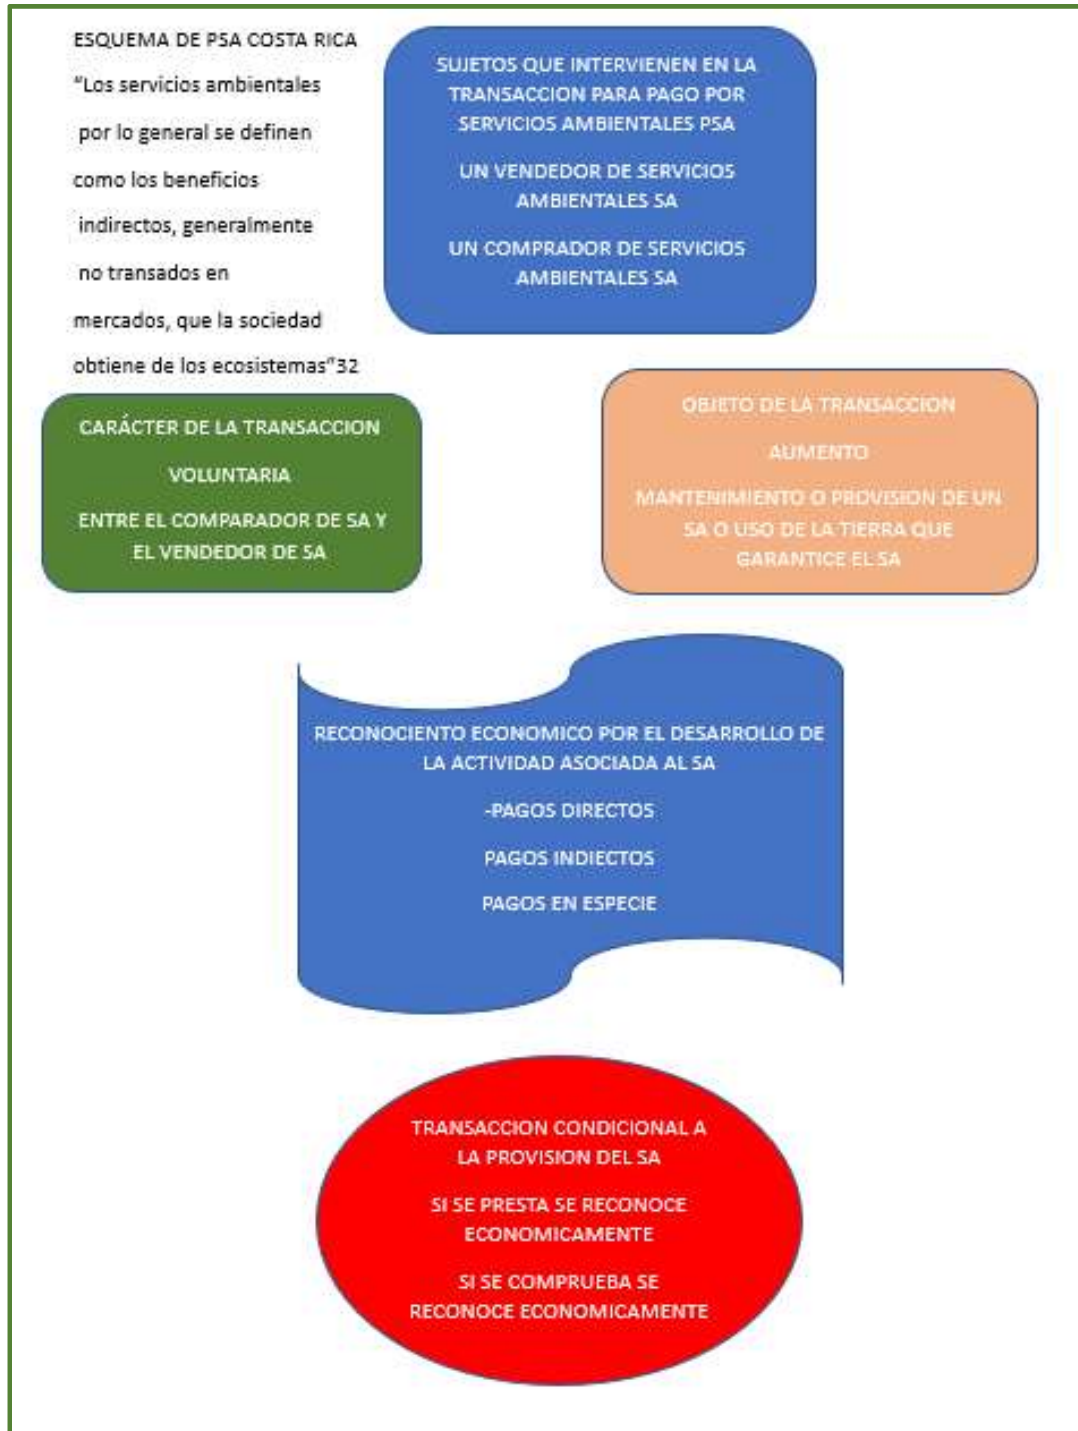 ESQUEMA DE PSA COSTA RICA
"Los servicios ambientales
por lo general se definen
como los beneficios
indirectos, generalmente
no transados en
mercados, que la sociedad
obtiene de los ecosistemas"32
SUJETOS QUE INTERVIENEN EN LA
TRANSACCION PARA PAGO POR
SERVICIOS AMBIENTALES PSA
UN VENDEDOR DE SERVICIOS
AMBIENTALES SA
UN COMPRADOR DE SERVICIOS
AMBIENTALES SA
CARÁCTER DE LA TRANSACCION
VOLUNTARIA
ENTRE EL COMPARADOR DE SA Y
EL VENDEDOR DE SA
OBJETO DE LA TRANSACCION
AUMENTO
MANTENIMIENTO O PROVISION DE UN
SA O USO DE LA TIERRA QUE
GARANTICE EL SA
RECONOCIENTO ECONOMICO POR EL DESARROLLO DE
LA ACTIVIDAD ASOCIADA AL SA
-PAGOS DIRECTOS
PAGOS INDIECTOS
PAGOS EN ESPECIE
TRANSACCION CONDICIONAL A
LA PROVISION DEL SA
SI SE PRESTA SE RECONOCE
ECONOMICAMENTE
SI SE COMPRUEBA SE
RECONOCE ECONOMICAMENTE